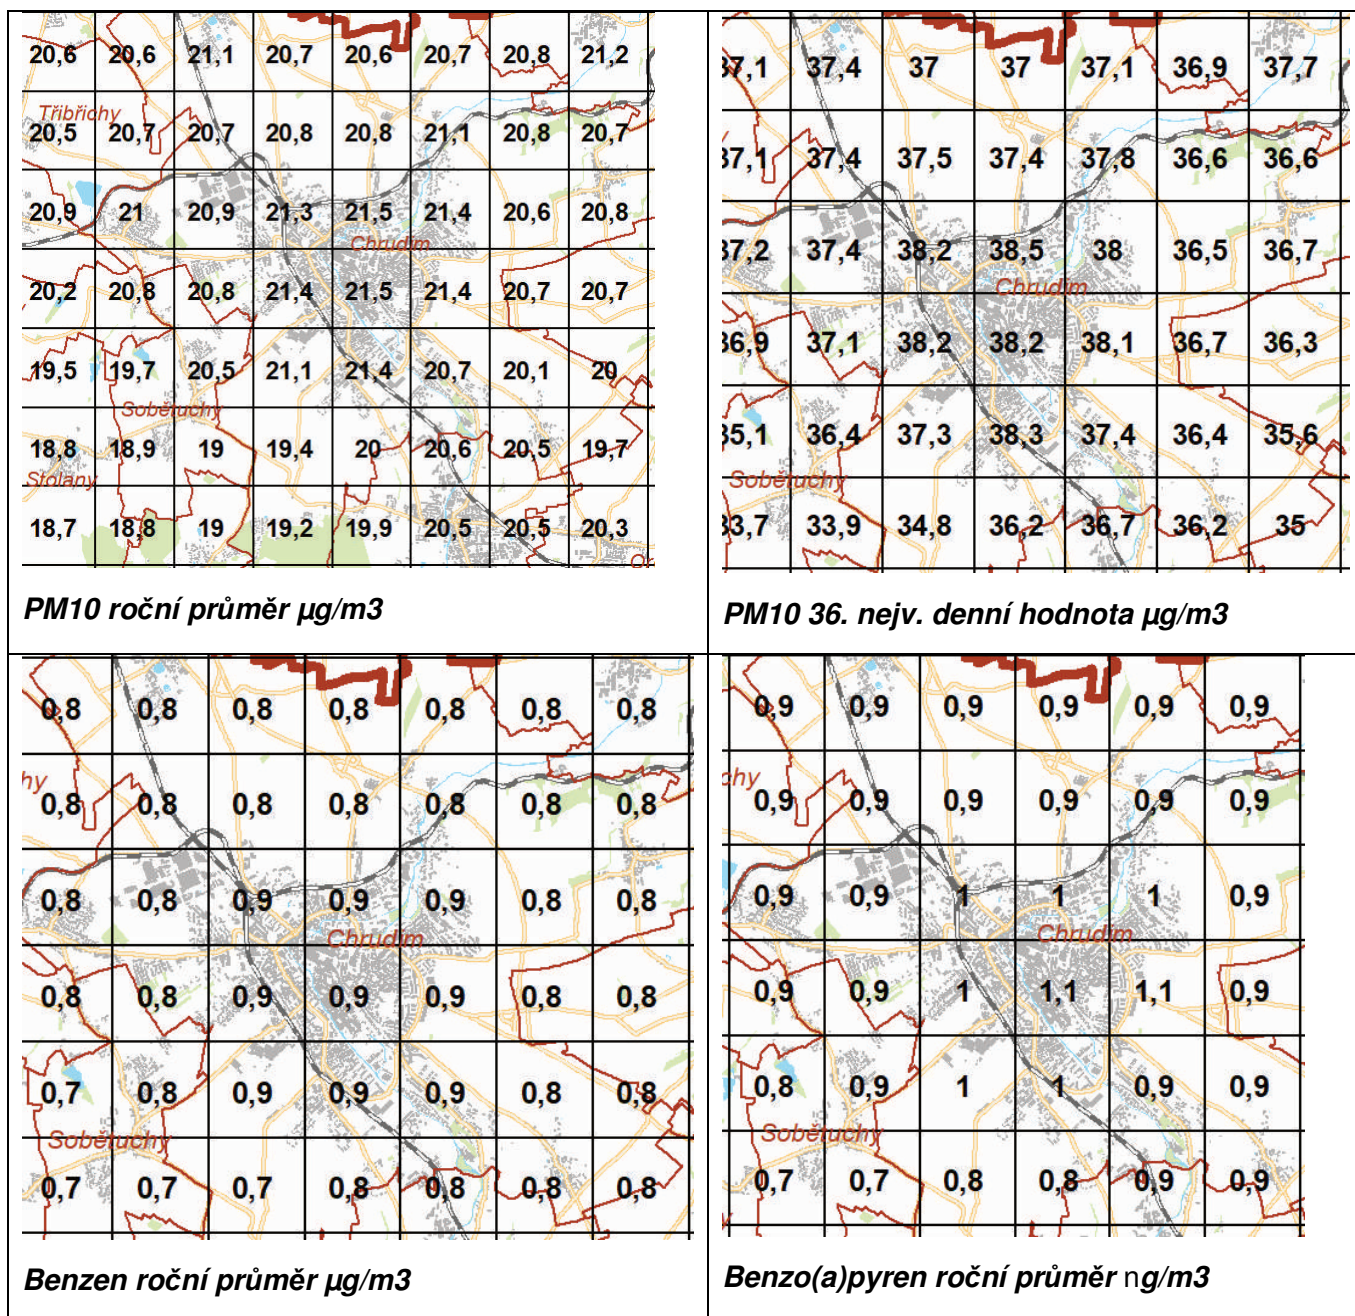 20,6 20,6 21,1 20,7 20,6 20,7 20,8 21,2
Třibřichy
20,5 20,7 20,7 20,8 20,8 21,1 20,8 20,7
20,9 21 20,9 21,3 21,5 21,4 20,6 20,8
Chrudim
20,2 20,8 20,8 21,4 21,5 21,4 20,7 20,7
19,5 19,7 20,5 21,1 21,4 20,7 20,1 20
Sobětuchy
18,8 18,9 19 19,4 20 20,6 20,5 19,7
Stolany
18,7 18,8 19 19,2 19,9 20,5 20,5 20,3
Or
PM10 roční průměr µg/m3
37,1 37,4 37 37 37,1 36,9 37,7
37,1 37,4 37,5 37,4 37,8 36,6 36,6
37,2 37,4 38,2 38,5 38 36,5 36,7
Chrudim
36,9 37,1 38,2 38,2 38,1 36,7 36,3
35,1 36,4 37,3 38,3 37,4 36,4 35,6
Sobětuchy
33,7 33,9 34,8 36,2 36,7 36,2 35
PM10 36. nejv. denní hodnota µg/m3
0,8 0,8 0,8 0,8 0,8 0,8 0,8
hy
0,8 0,8 0,8 0,8 0,8 0,8 0,8
0,8 0,8 0,9 0,9 0,9 0,8 0,8
Chrudim
0,8 0,8 0,9 0,9 0,9 0,8 0,8
0,7 0,8 0,9 0,9 0,9 0,8 0,8
Sobětuchy
0,7 0,7 0,7 0,8 0,8 0,8 0,8
Benzen roční průměr µg/m3
0,9 0,9 0,9 0,9 0,9 0,9
chy
0,9 0,9 0,9 0,9 0,9 0,9
0,9 0,9 1 1 1 0,9
Chrudim
0,9 0,9 1 1,1 1,1 0,9
0,8 0,9 1 1 0,9 0,9
Sobětuchy
0,7 0,7 0,8 0,8 0,9 0,9
Benzo(a)pyren roční průměr ng/m3